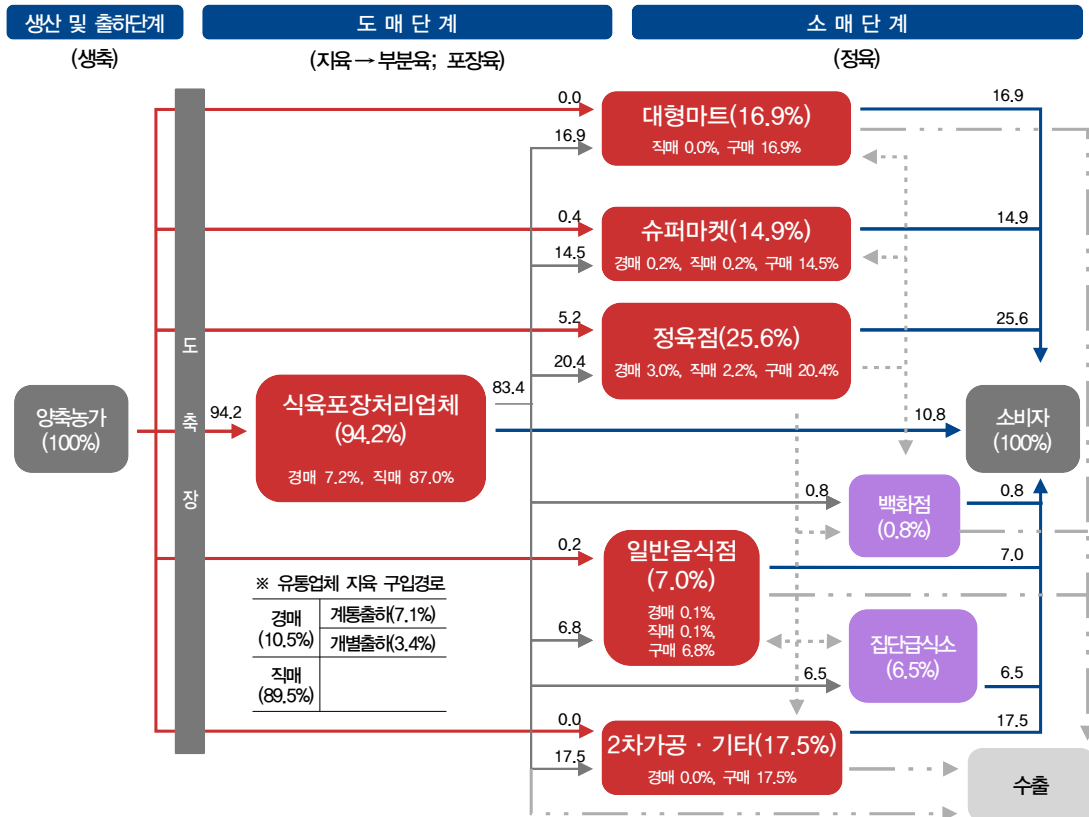 생산 및 출하단계
도 매 단 계
소 매 단 계
(생축)
(지육→부분육; 포장육)
(정육)
0.0
대형마트(16.9%)
직매 0.0%, 구매 16.9%
16.9
16.9
0.4
슈퍼마켓(14.9%)
경매 0.2%, 직매 0.2%, 구매 14.5%
14.5
14.9
5.2
정육점(25.6%)
경매 3.0%, 직매 2.2%, 구매 20.4%
20.4
25.6
도
축
장
양축농가
(100%)
94.2
식육포장처리업체
(94.2%)
경매 7.2%, 직매 87.0%
83.4
10.8
소비자
(100%)
0.8
백화점
(0.8%)
0.8
0.2
일반음식점
(7.0%)
경매 0.1%,
직매 0.1%,
구매 6.8%
7.0
6.8
※ 유통업체 지육 구입경로
경매
(10.5%)
계통출하(7.1%)
개별출하(3.4%)
직매
(89.5%)
6.5
집단급식소
(6.5%)
6.5
0.0
2차가공 · 기타(17.5%)
경매 0.0%, 구매 17.5%
17.5
17.5
수출